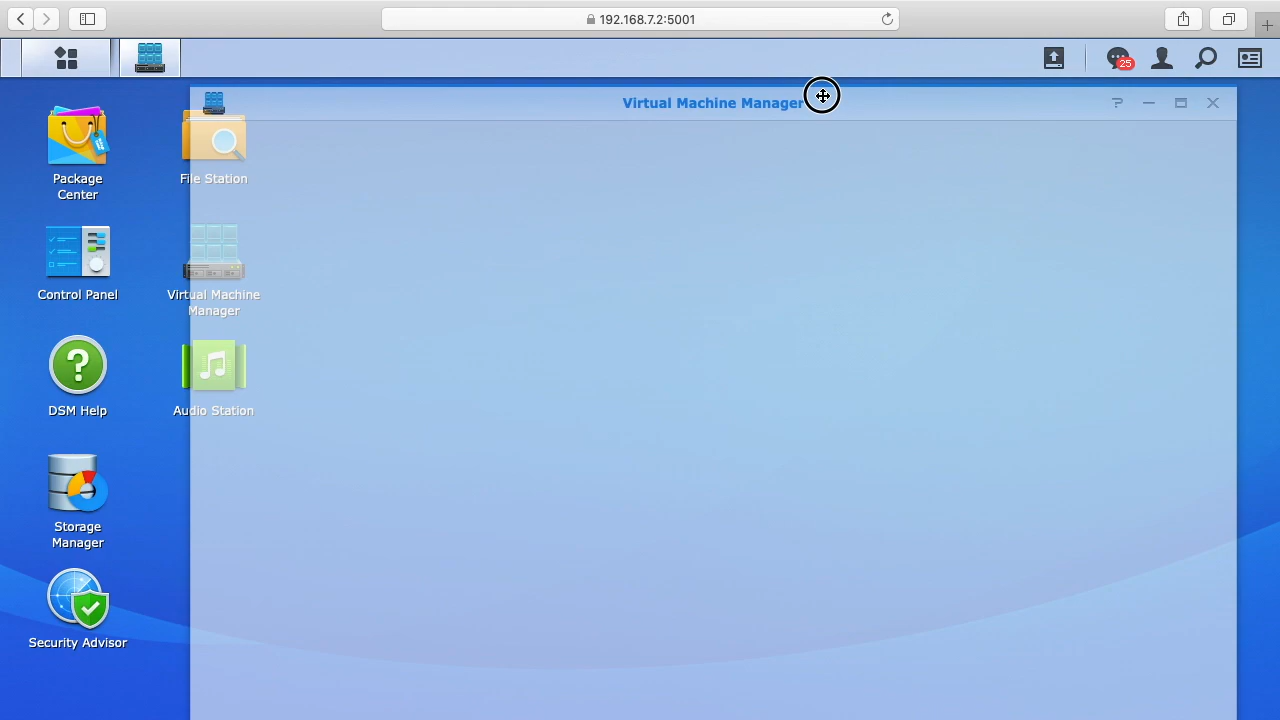 192.168.7.2:5001
25
Virtual Machine Manager
Package
Center
File Station
Control Panel
Virtual Machine
Manager
DSM Help
Audio Station
Storage
Manager
Security Advisor